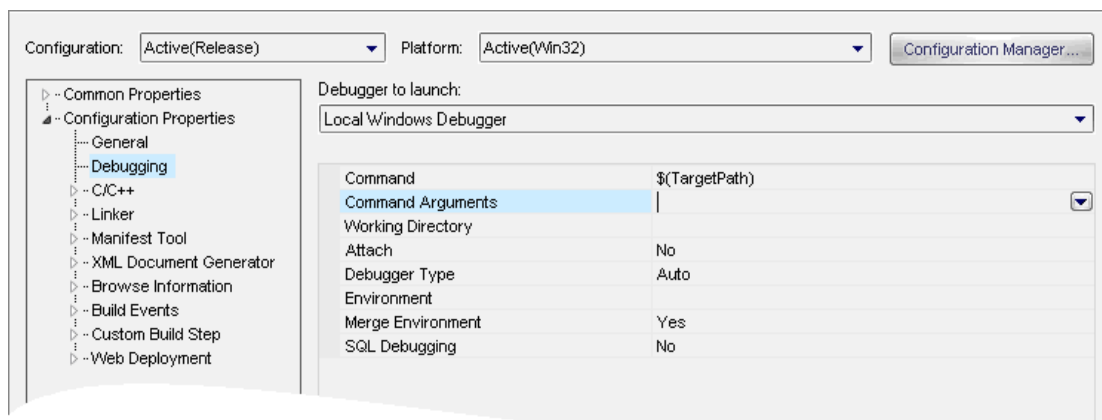 Configuration: Active(Release) Platform: Active(Win32) Configuration Manager...
Common Properties
Configuration Properties
General
Debugging
C/C++
Linker
Manifest Tool
XML Document Generator
Browse Information
Build Events
Custom Build Step
Web Deployment
Debugger to launch:
Local Windows Debugger
Command $(TargetPath)
Command Arguments
Working Directory
Attach No
Debugger Type Auto
Environment
Merge Environment Yes
SQL Debugging No